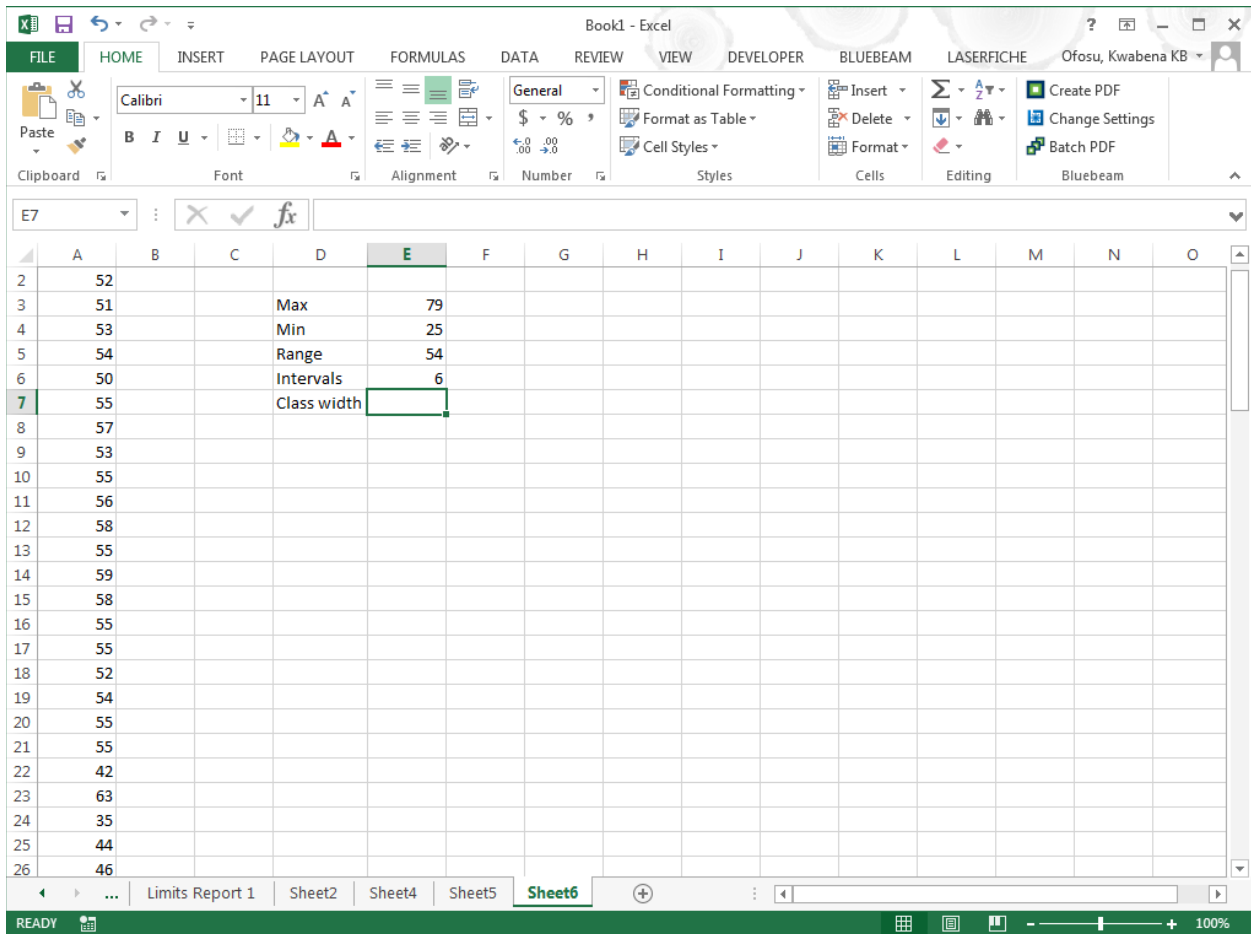 Book1 - Excel
?
FILE HOME INSERT PAGE LAYOUT FORMULAS DATA REVIEW VIEW DEVELOPER BLUEBEAM LASERFICHE Ofosu, Kwabena KB
Paste
Calibri 11 A A
B I U A
General
$ % ,
.00 .00
Conditional Formatting
Format as Table
Cell Styles
Insert
Delete
Format
Σ
Create PDF
Change Settings
Batch PDF
Clipboard Font Alignment Number Styles Cells Editing Bluebeam
E7 fx
A B C D E F G H I J K L M N O
2 52
3 51 Max 79
4 53 Min 25
5 54 Range 54
6 50 Intervals 6
7 55 Class width
8 57
9 53
10 55
11 56
12 58
13 55
14 59
15 58
16 55
17 55
18 52
19 54
20 55
21 55
22 42
23 63
24 35
25 44
26 46
... Limits Report 1 Sheet2 Sheet4 Sheet5 Sheet6
READY 100%